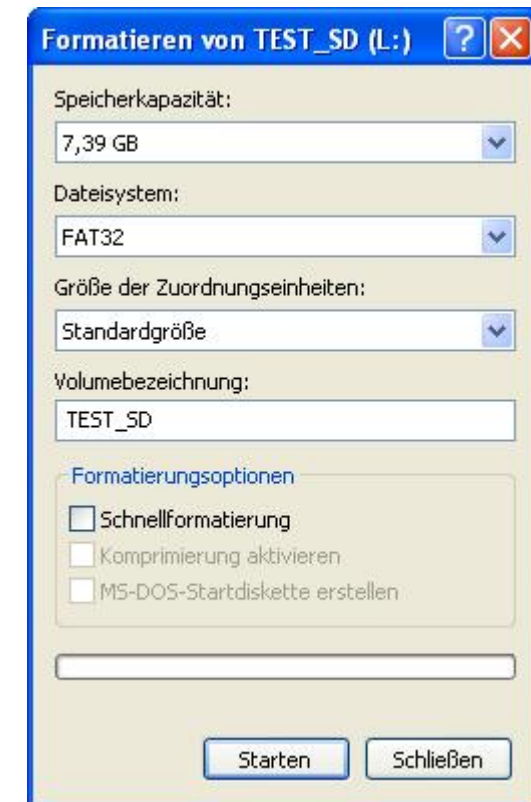 Formatieren von TEST_SD (L:)
Speicherkapazität:
7,39 GB
Dateisystem:
FAT32
Größe der Zuordnungseinheiten:
Standardgröße
Volumebezeichnung:
TEST_SD
Formatierungsoptionen
Schnellformatierung
Komprimierung aktivieren
MS-DOS-Startdiskette erstellen
Starten Schließen